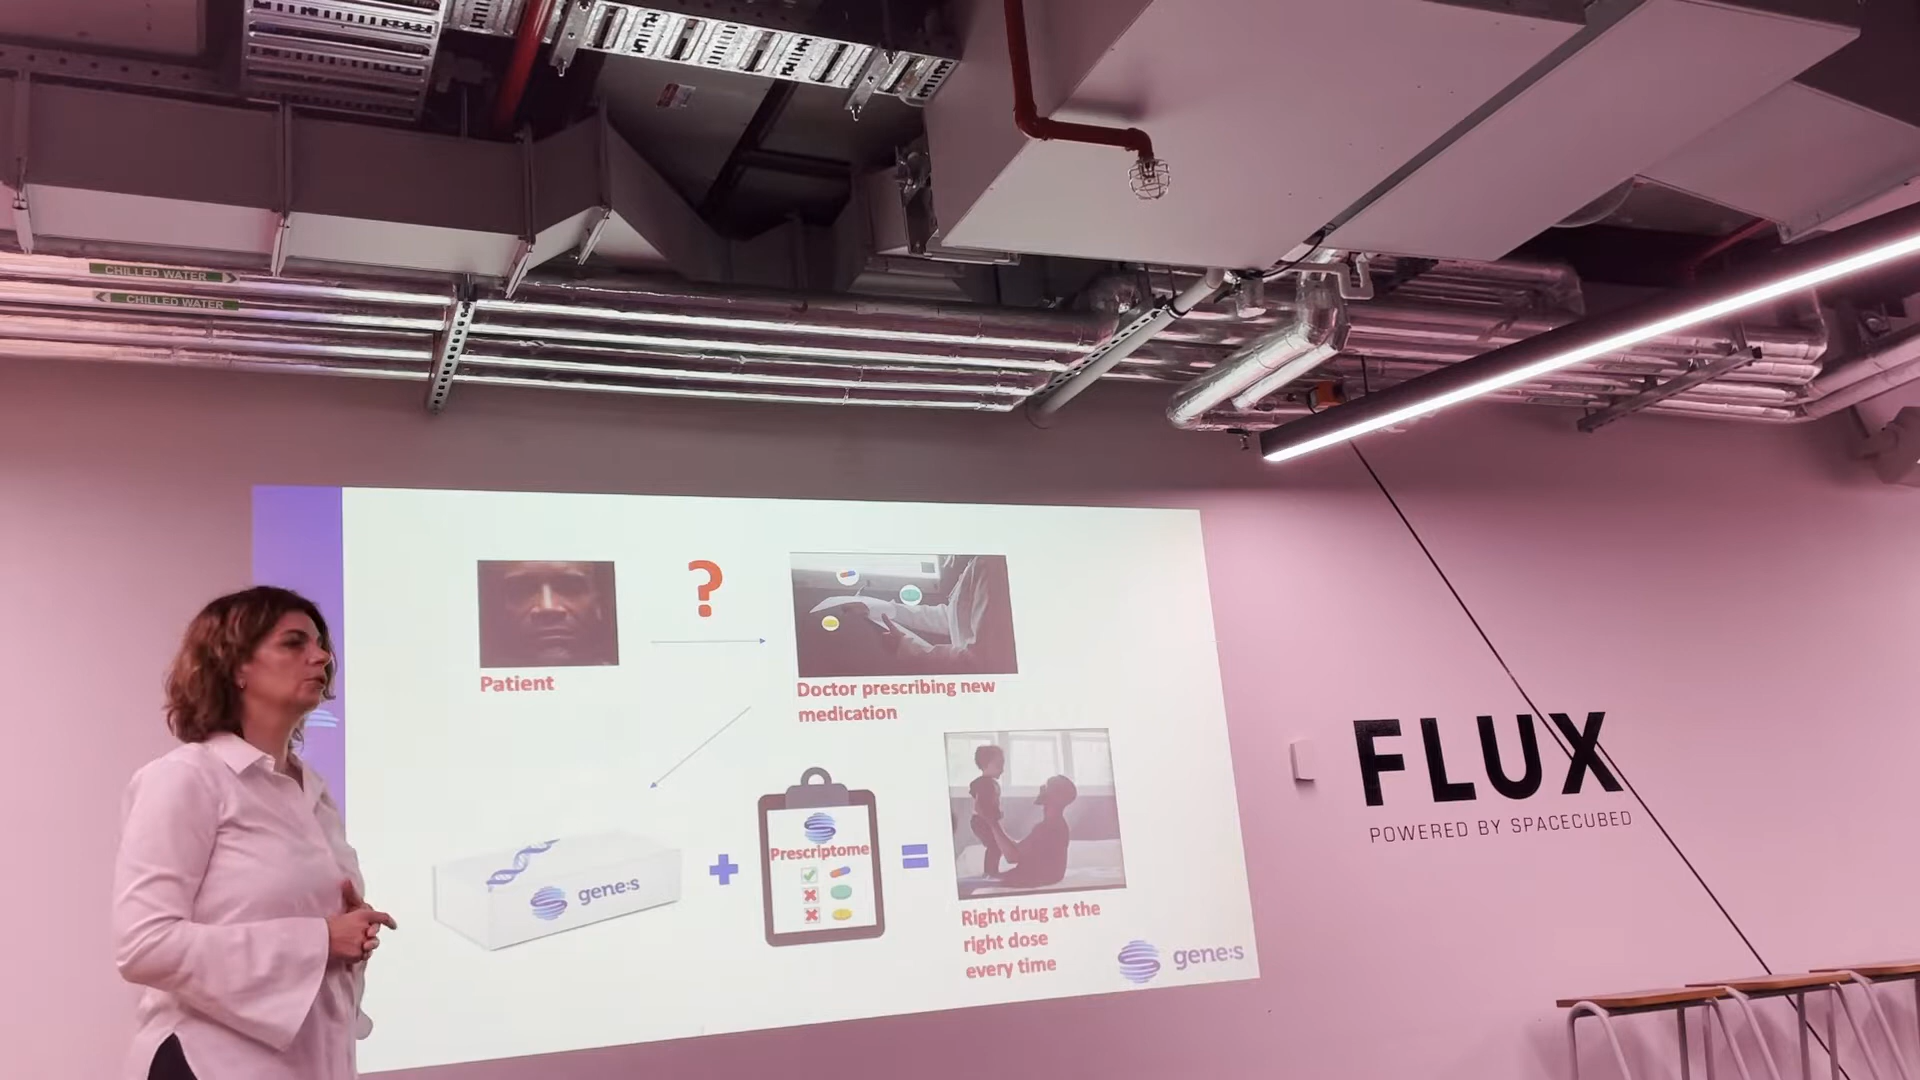 CHILLED WATER
CHILLED WATER
?
Patient
Doctor prescribing new
medication
gene:s
Prescriptome
Right drug at the
right dose
every time
gene:s
FLUX
POWERED BY SPACECUBED